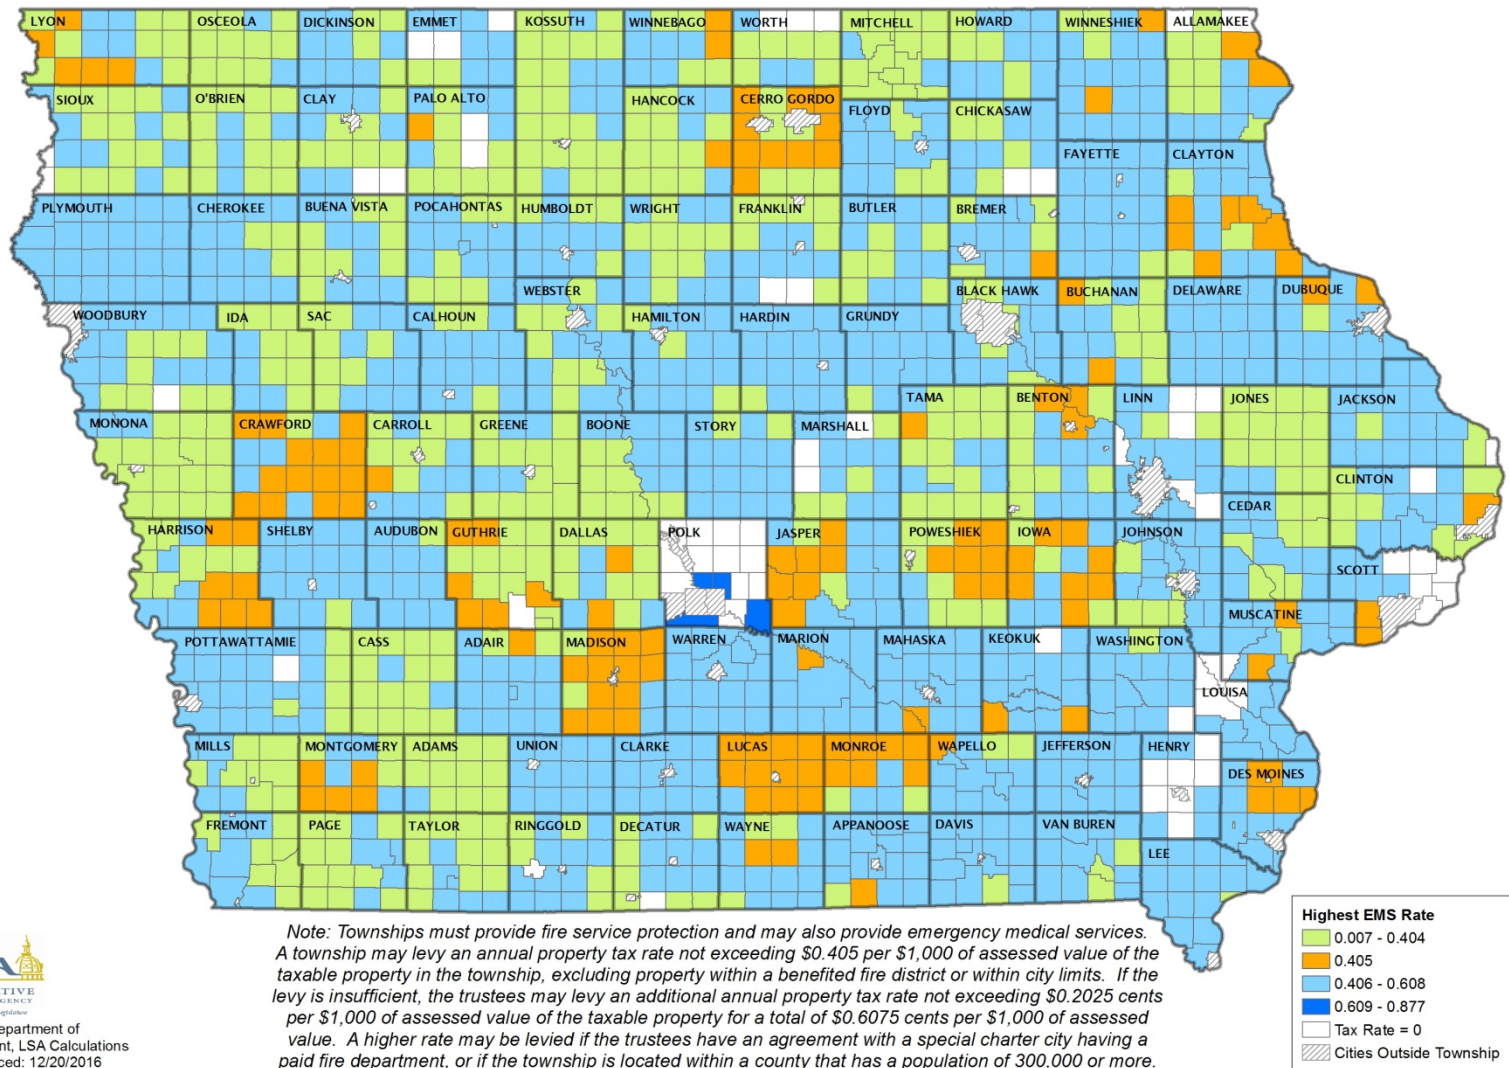 LYON OSCEOLA DICKINSON EMMET KOSSUTH WINNEBAGO WORTH MITCHELL HOWARD WINNESHIEK ALLAMAKEE
SIOUX O'BRIEN CLAY PALO ALTO HANCOCK CERRO GORDO FLOYD CHICKASAW
FAYETTE CLAYTON
PLYMOUTH CHEROKEE BUENA VISTA POCAHONTAS HUMBOLDT WRIGHT FRANKLIN BUTLER BREMER
WEBSTER BLACK HAWK BUCHANAN DELAWARE DUBUQUE
WOODBURY IDA SAC CALHOUN HAMILTON HARDIN GRUNDY
TAMA BENTON LINN JONES JACKSON
MONONA CRAWFORD CARROLL GREENE BOONE STORY MARSHALL
CLINTON
CEDAR
HARRISON SHELBY AUDUBON GUTHRIE DALLAS POLK JASPER POWESHIEK IOWA JOHNSON
SCOTT
MUSCATINE
POTTAWATTAMIE CASS ADAIR MADISON WARREN MARION MAHASKA KEOKUK WASHINGTON
LOUISA
MILLS MONTGOMERY ADAMS UNION CLARKE LUCAS MONROE WAPELLO JEFFERSON HENRY
DES MOINES
FREMONT PAGE TAYLOR RINGGOLD DECATUR WAYNE APPANOOSE DAVIS VAN BUREN
LEE
Highest EMS Rate
0.007 - 0.404
0.405
0.406 - 0.608
0.609 - 0.877
Tax Rate = 0
Cities Outside Township
Note: Townships must provide fire service protection and may also provide emergency medical services.
A township may levy an annual property tax rate not exceeding $0.405 per $1,000 of assessed value of the
taxable property in the township, excluding property within a benefited fire district or within city limits. If the
levy is insufficient, the trustees may levy an additional annual property tax rate not exceeding $0.2025 cents
per $1,000 of assessed value of the taxable property for a total of $0.6075 cents per $1,000 of assessed
value. A higher rate may be levied if the trustees have an agreement with a special charter city having a
paid fire department, or if the township is located within a county that has a population of 300,000 or more.
A
TIVE
GENCY
epartment of
nt, LSA Calculations
ced: 12/20/2016